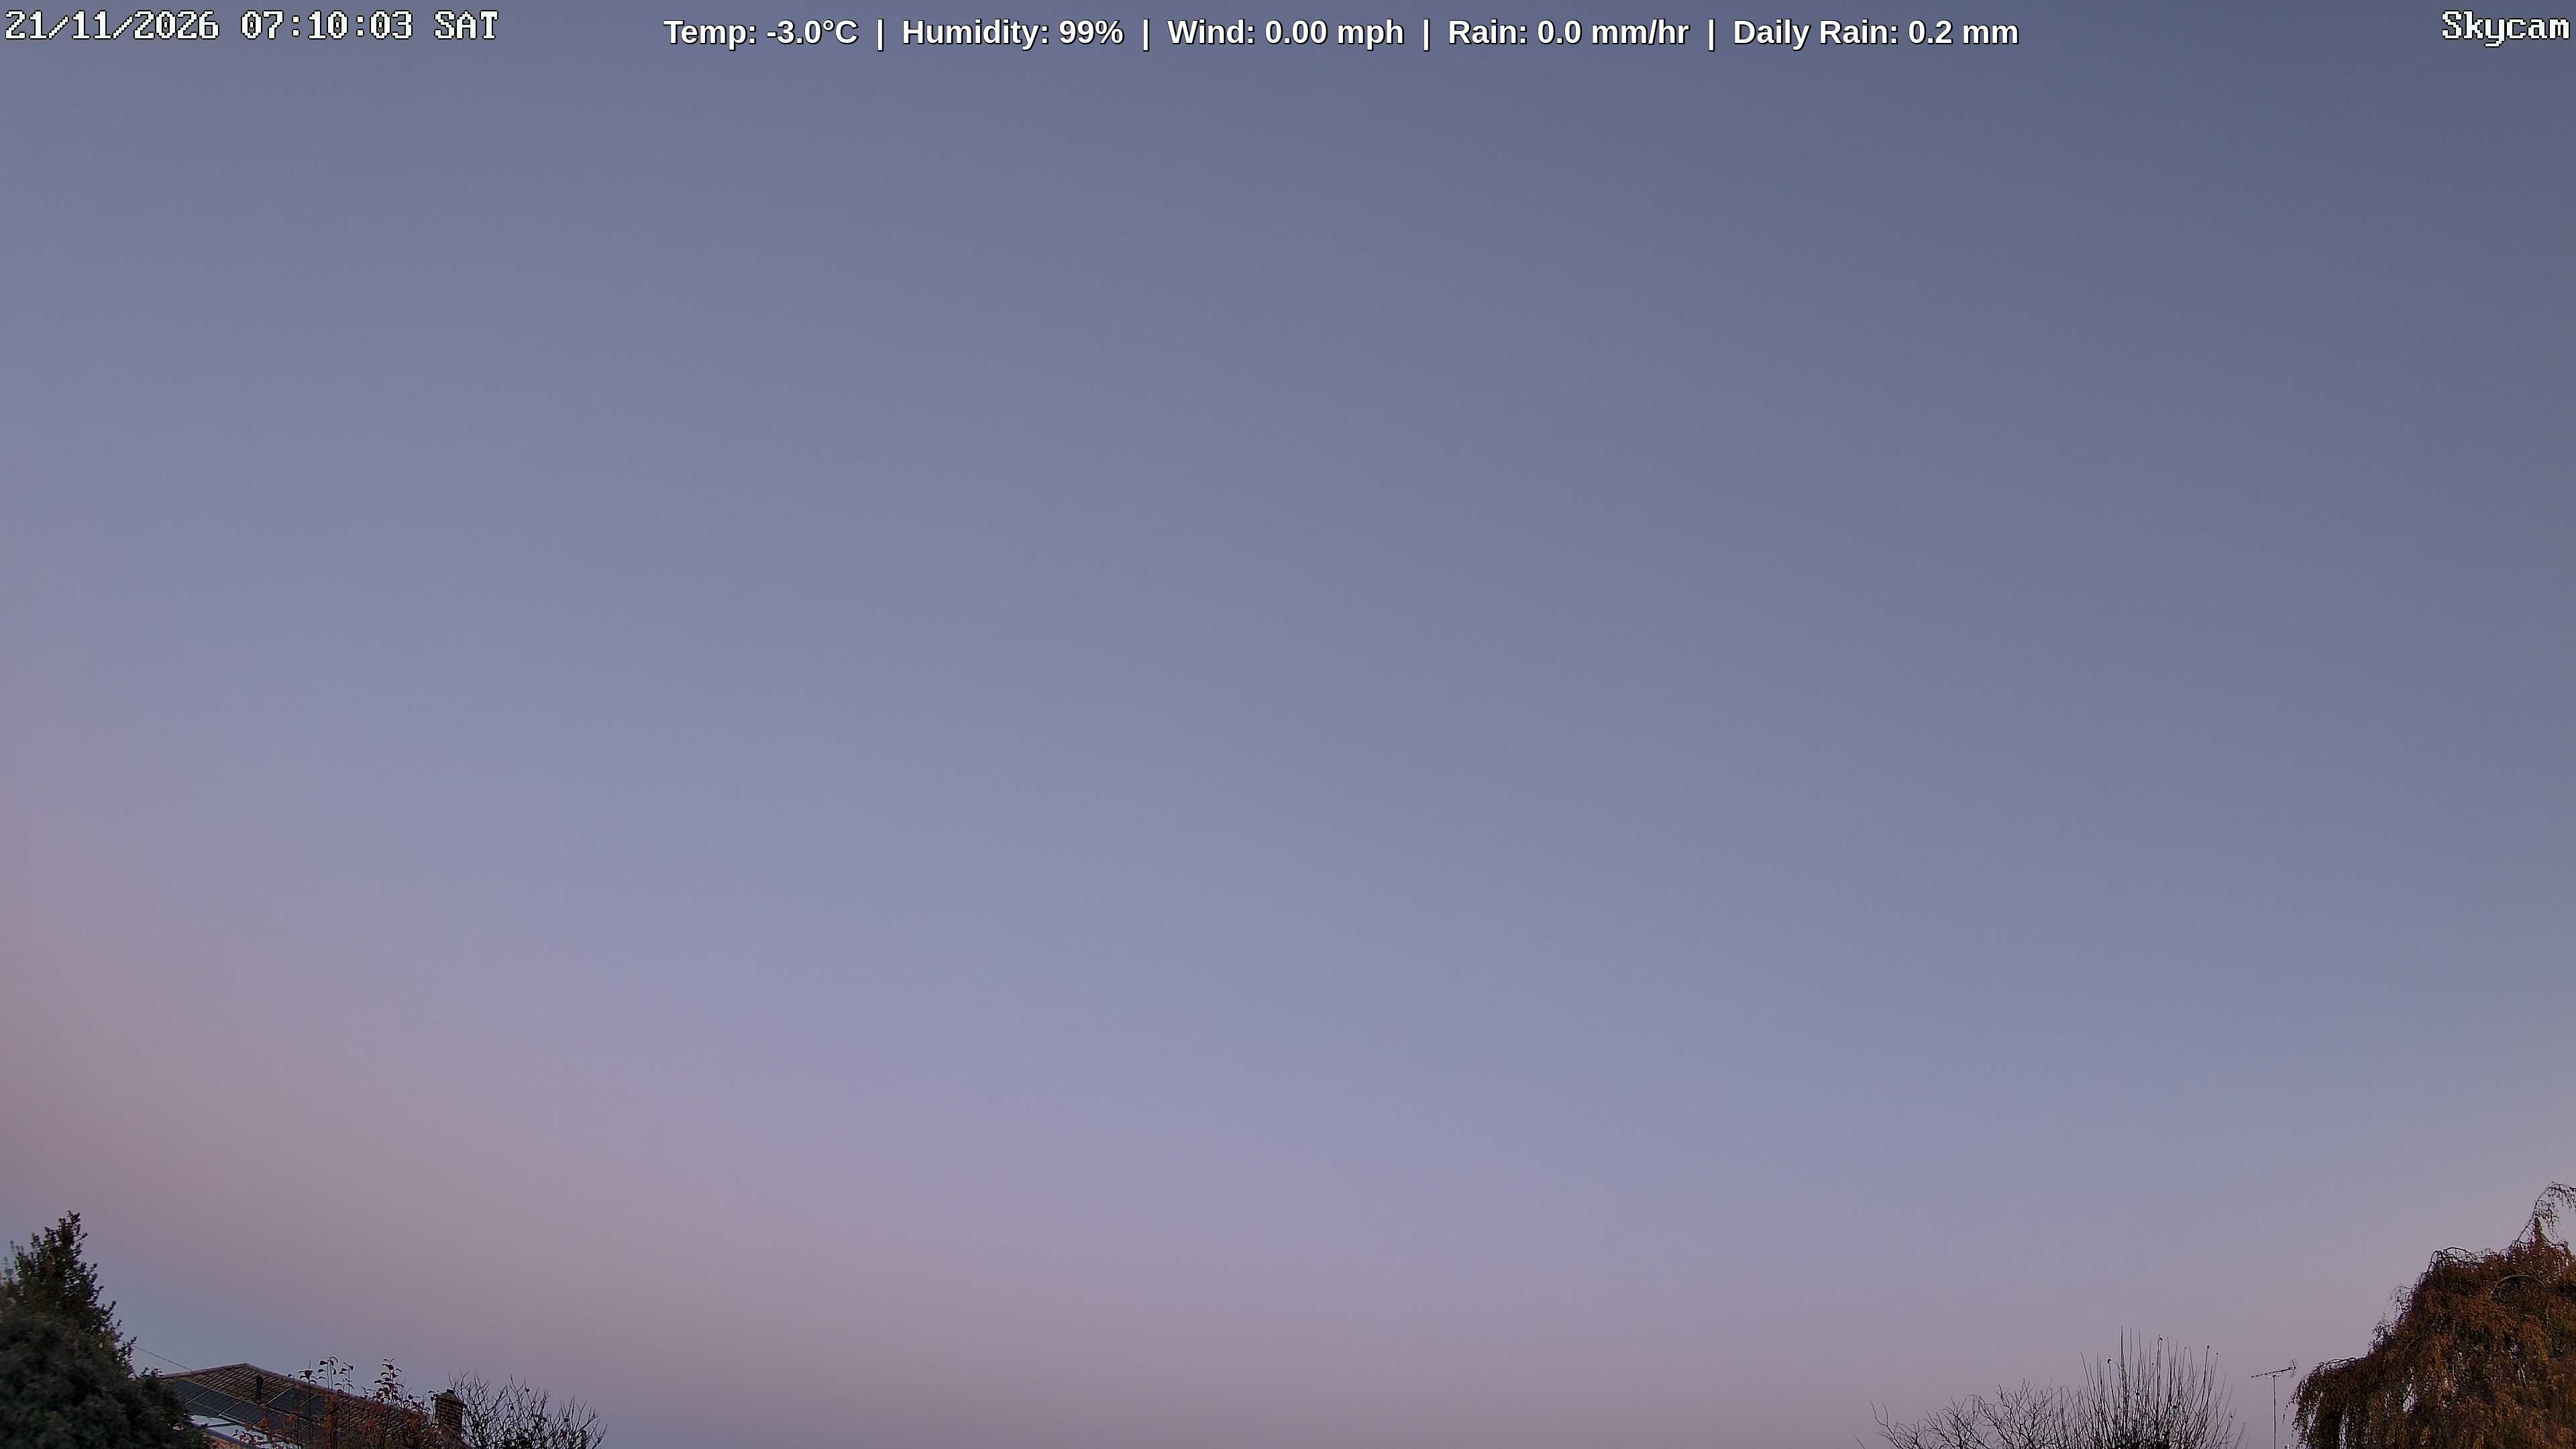 21/11/2026 07:10:03 SAT
Temp: -3.0°C | Humidity: 99% | Wind: 0.00 mph | Rain: 0.0 mm/hr | Daily Rain: 0.2 mm
Skycam